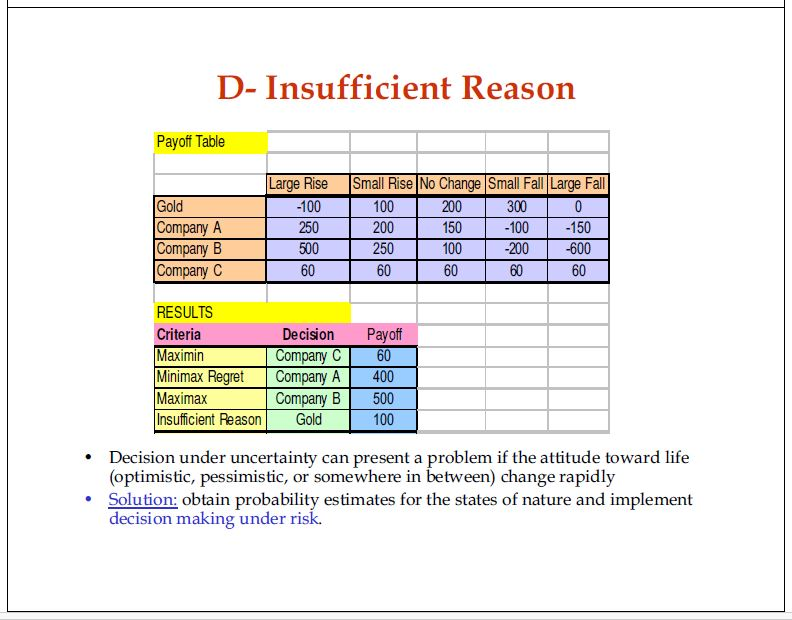 D- Insufficient Reason
Payoff Table
Large Rise Small Rise No Change Small Fall Large Fall
Gold -100 100 200 300 0
Company A 250 200 150 -100 -150
Company B 500 250 100 -200 -600
Company C 60 60 60 60 60
RESULTS
Criteria Decision Payoff
Maximin Company C 60
Minimax Regret Company A 400
Maximax Company B 500
Insufficient Reason Gold 100
• Decision under uncertainty can present a problem if the attitude toward life
(optimistic, pessimistic, or somewhere in between) change rapidly
• Solution: obtain probability estimates for the states of nature and implement
decision making under risk.